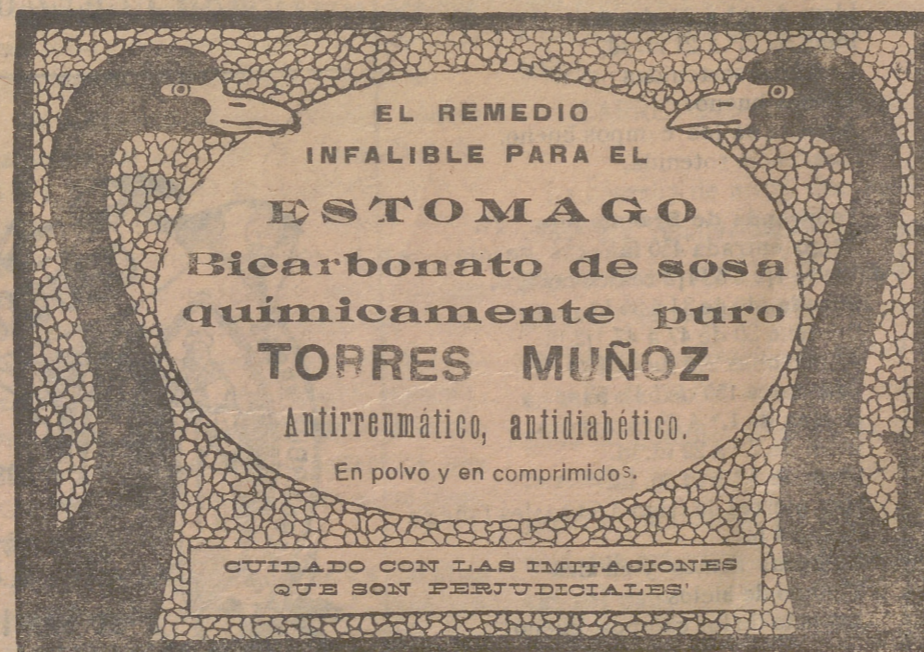 EL REMEDIO
INFALIBLE PARA EL
ESTOMAGO
Bicarbonato de sosa
químicamente puro
TORRES MUÑOZ
Antirreumático, antidiabético.
En polvo y en comprimidos.
CUIDADO CON LAS IMITACIONES
QUE SON PERJUDICIALES